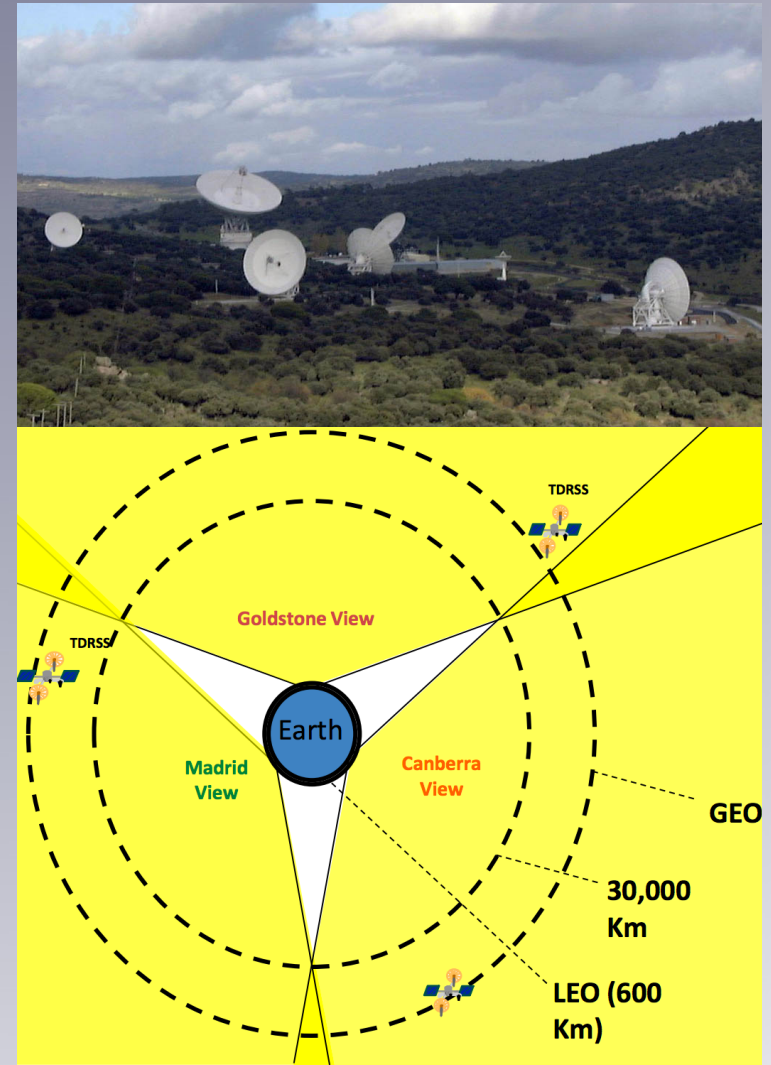 TDRSS
Goldstone View
TDRSS
Earth
Madrid
View
Canberra
View
GEO
30,000
Km
LEO (600
Km)